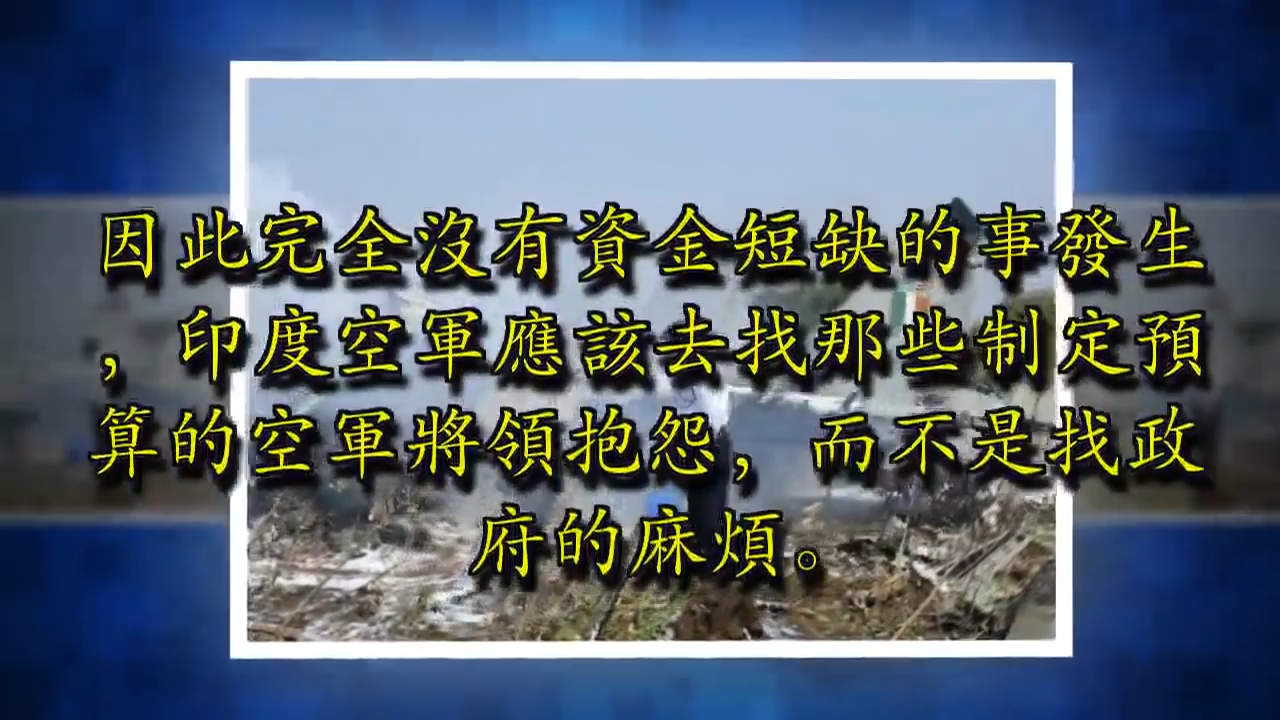 因此完全沒有資金短缺的事發生
，印度空軍應該去找那些制定預
算的空軍將領抱怨，而不是找政
府的麻煩。